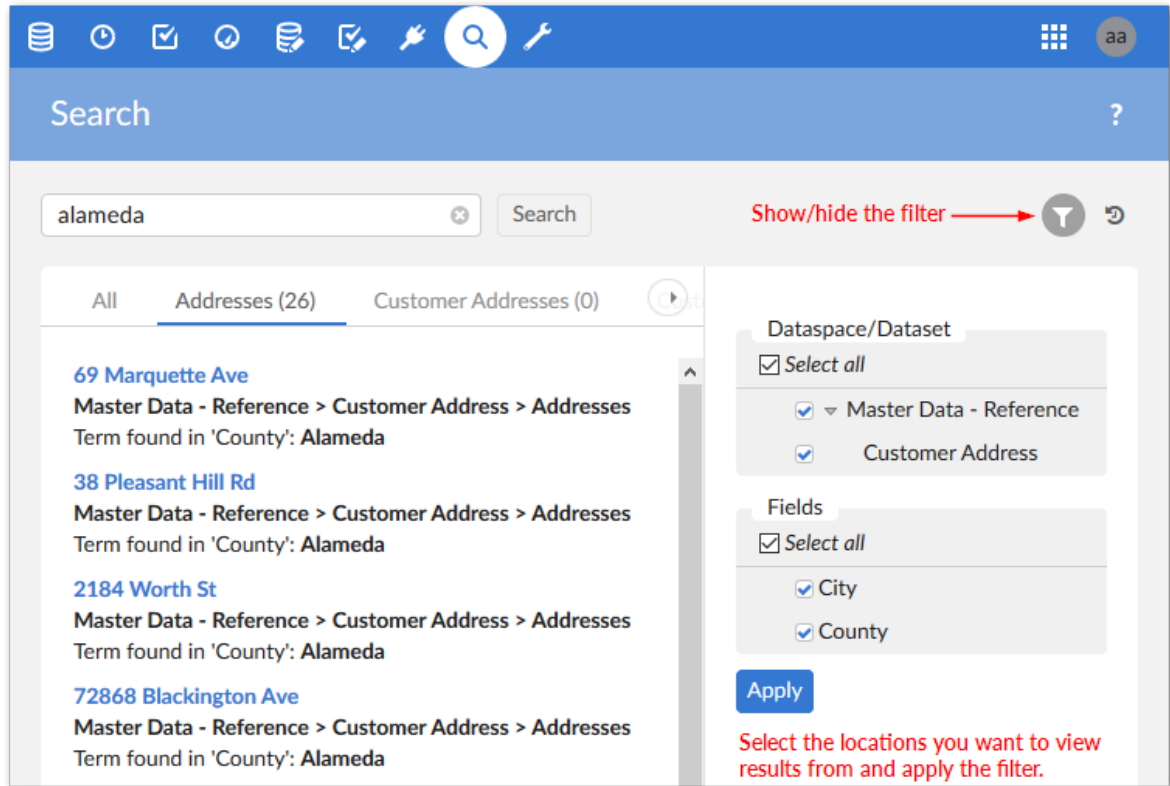 aa
Search
?
alameda
Search
Show/hide the filter
All
Addresses (26)
Customer Addresses (0)
69 Marquette Ave
Master Data - Reference > Customer Address > Addresses
Term found in 'County': Alameda
38 Pleasant Hill Rd
Master Data - Reference > Customer Address > Addresses
Term found in 'County': Alameda
2184 Worth St
Master Data - Reference > Customer Address > Addresses
Term found in 'County': Alameda
72868 Blackington Ave
Master Data - Reference > Customer Address > Addresses
Term found in 'County': Alameda
Dataspace/Dataset
Select all
Master Data - Reference
Customer Address
Fields
Select all
City
County
Apply
Select the locations you want to view
results from and apply the filter.